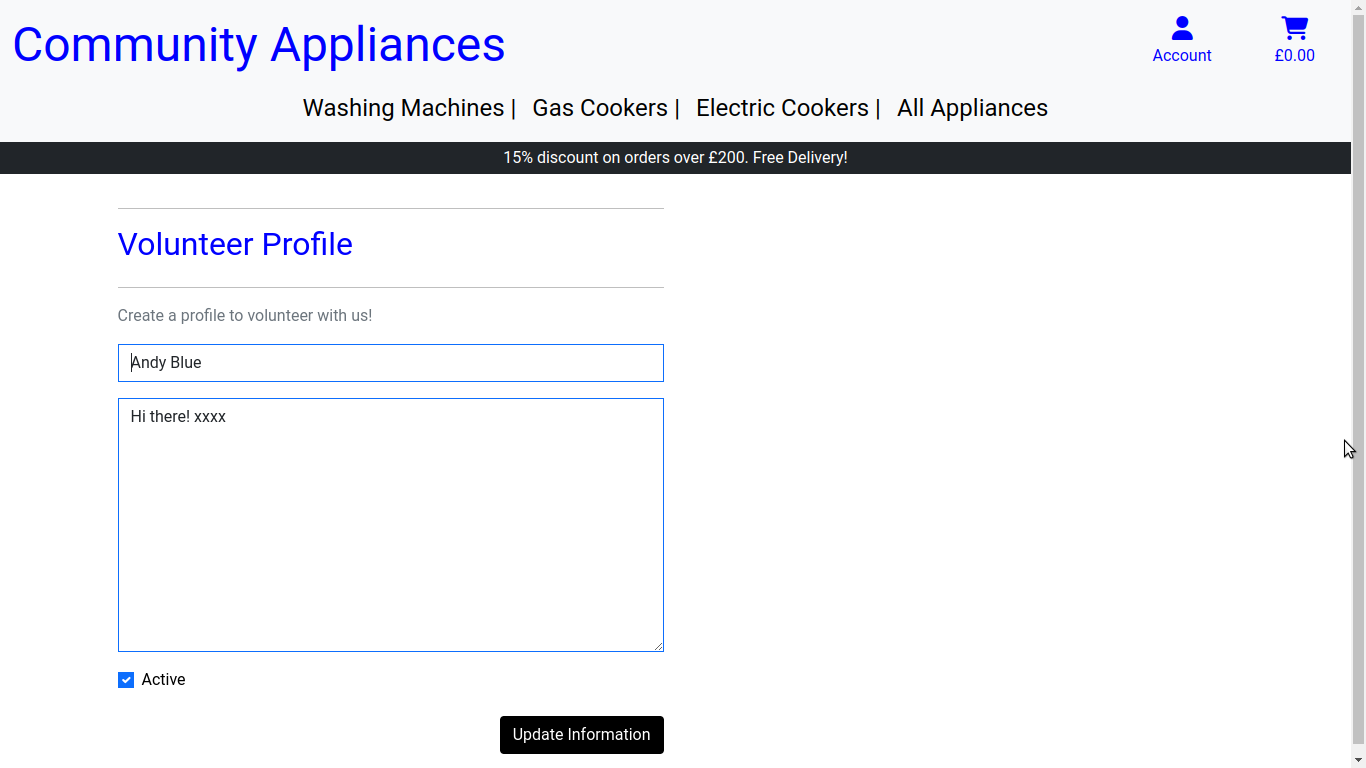 Community Appliances
Account
£0.00
Washing Machines | Gas Cookers | Electric Cookers | All Appliances
15% discount on orders over £200. Free Delivery!
Volunteer Profile
Create a profile to volunteer with us!
Andy Blue
Hi there! xxxx
Active
Update Information